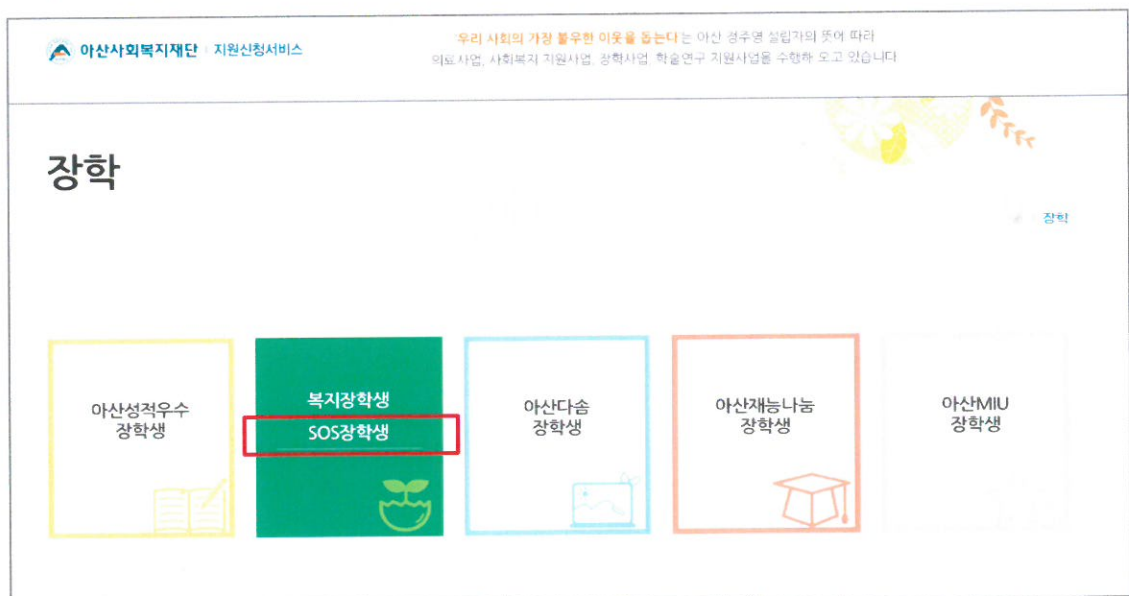 아산사회복지재단 지원신청서비스
'우리 사회의 가장 불우한 이웃을 돕는다'는 아산 정주영 설립자의 뜻에 따라
의료사업, 사회복지 지원사업, 장학사업, 학술연구 지원사업을 수행해 오고 있습니다
장학
장학
아산성적우수
장학생
복지장학생
SOS장학생
아산다솜
장학생
아산재능나눔
장학생
아산MIU
장학생